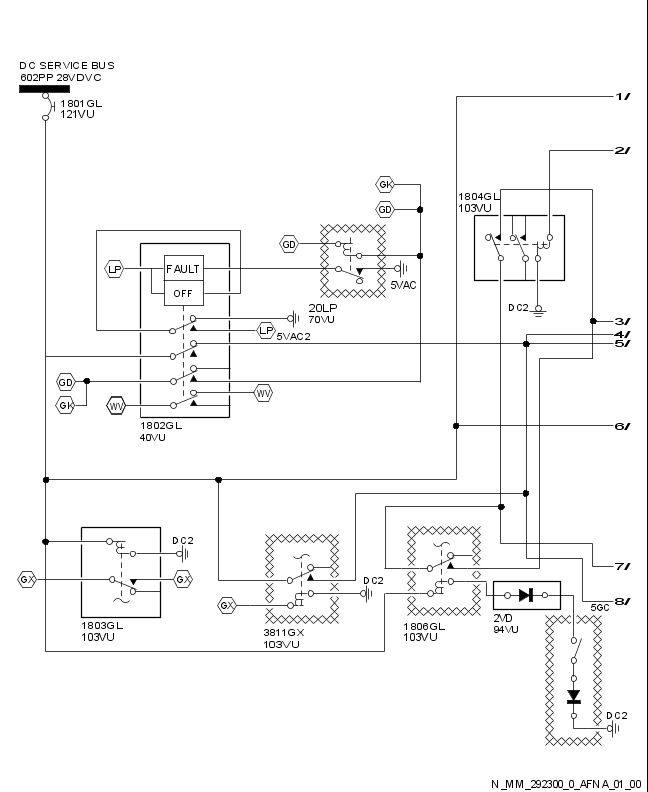 DC SERVICE BUS
602PP 28VDVC
1801GL
121VU
1/
2/
GK
GD
1804GL
103VU
GD
LP
FAULT
OFF
5VAC
20LP
70VU
DC2
LP
5VAC2
3/
4/
5/
GD
GK
WV
WV
1802GL
40VU
6/
DC2
GX
GX
1803GL
103VU
DC2
GX
3811GX
103VU
1806GL
103VU
2VD
94VU
7/
8/
5GC
DC2
N_MM_292300_0_AFNA_01_00